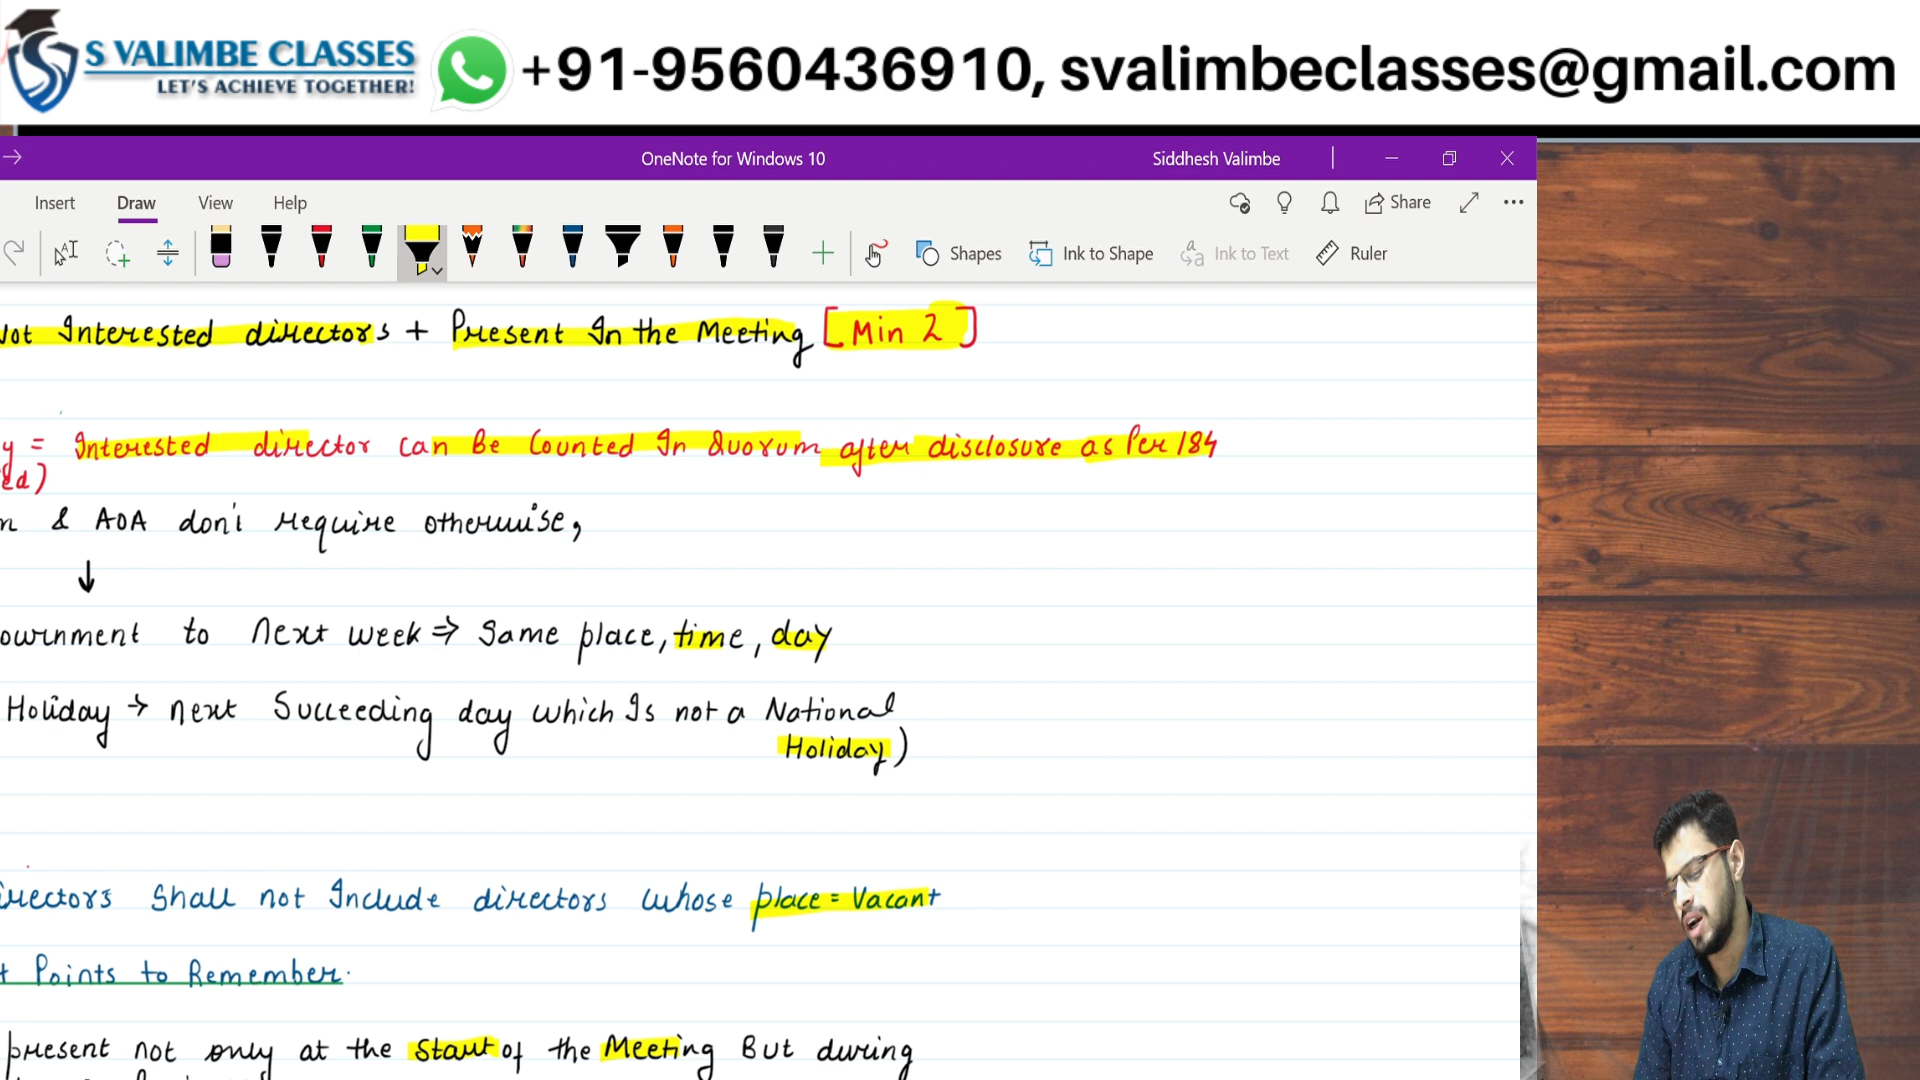 S VALIMBE CLASSES
LET'S ACHIEVE TOGETHER!
+91-9560436910, svalimbeclasses@gmail.com
OneNote for Windows 10
Siddhesh Valimbe
Insert Draw View Help
Share
Shapes Ink to Shape Ink to Text Ruler
Not Interested directors + Present In the Meeting [Min 2]
y = Interested director can Be Counted In Quorum after disclosure as Per 184
ed)
& AOA don't require otherwise,
↓
ournment to next week ⇒ Same place, time, day
Holiday → next Succeeding day which Is not a National
Holiday)
irectors Shall not Include directors whose place = Vacant
t Points to Remember.
present not only at the Start of the Meeting But during